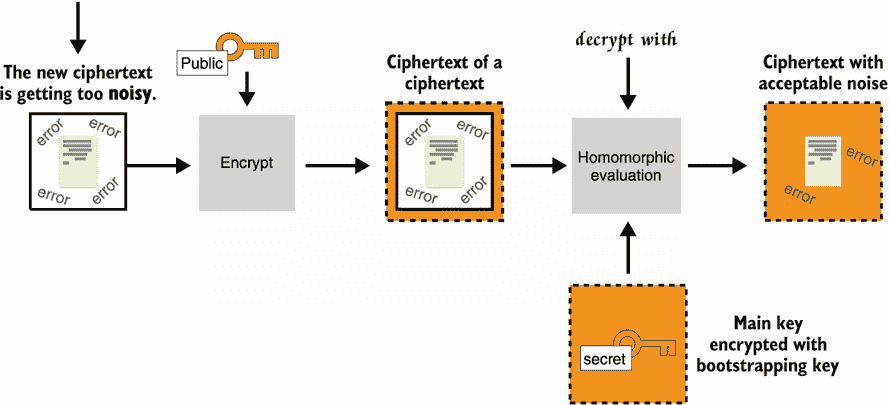 The new ciphertext
is getting too noisy.
error
error
error
error
Public
Encrypt
Ciphertext of a
ciphertext
error
error
error
error
decrypt with
Homomorphic
evaluation
secret
Main key
encrypted with
bootstrapping key
Ciphertext with
acceptable noise
error
error